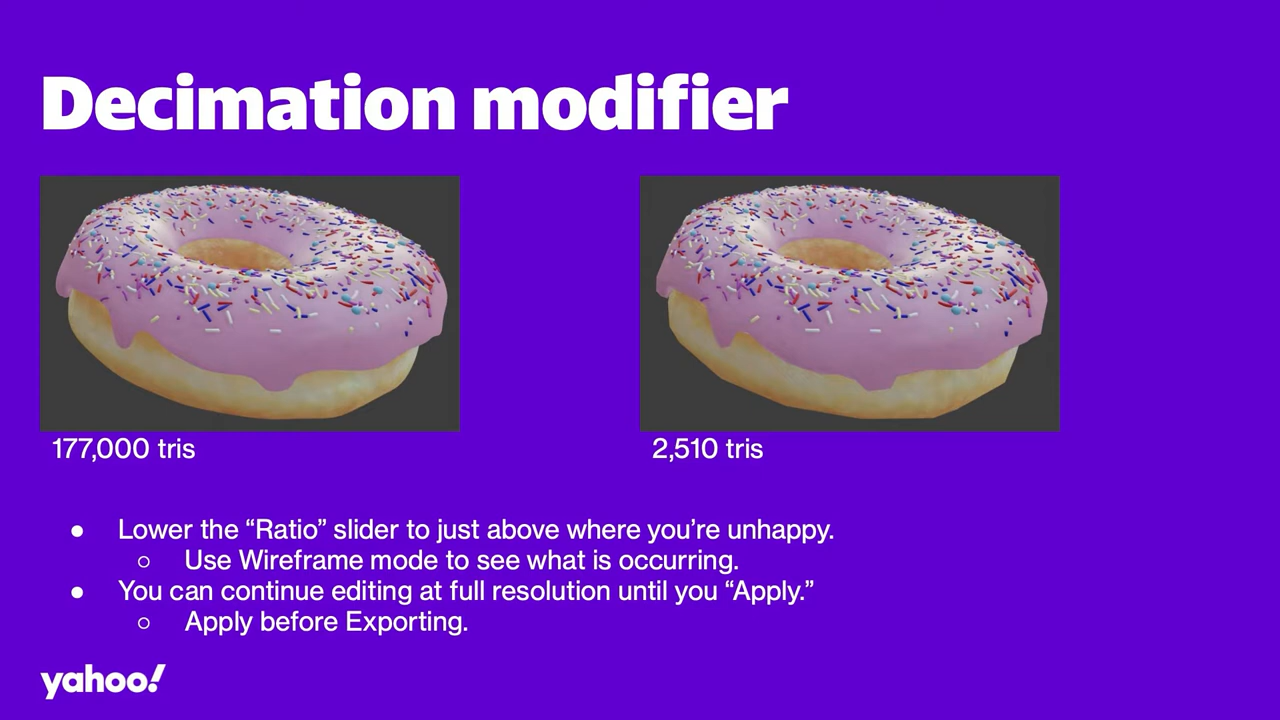 Decimation modifier
177,000 tris
2,510 tris
● Lower the “Ratio” slider to just above where you’re unhappy.
○ Use Wireframe mode to see what is occurring.
● You can continue editing at full resolution until you “Apply.”
○ Apply before Exporting.
yahoo!